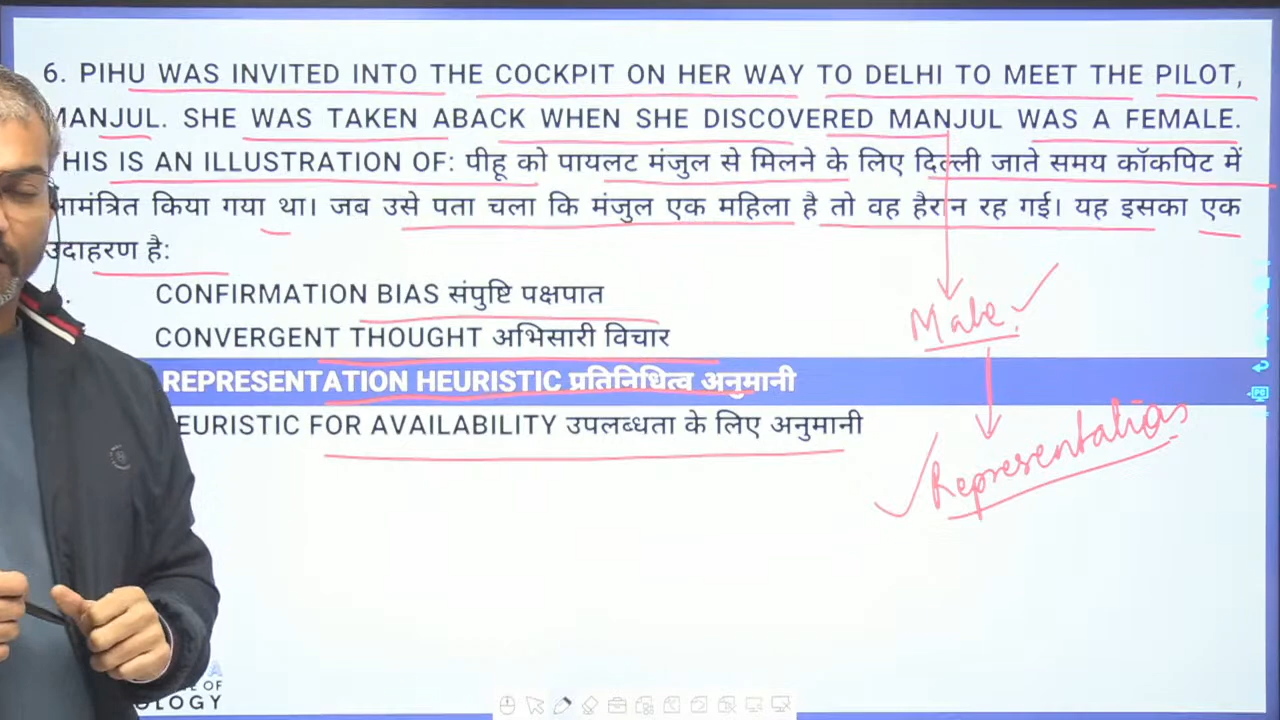 6. PIHU WAS INVITED INTO THE COCKPIT ON HER WAY TO DELHI TO MEET THE PILOT,
MANJUL. SHE WAS TAKEN ABACK WHEN SHE DISCOVERED MANJUL WAS A FEMALE.
THIS IS AN ILLUSTRATION OF: पीहू को पायलट मंजुल से मिलने के लिए दिल्ली जाते समय कॉकपिट में
आमंत्रित किया गया था। जब उसे पता चला कि मंजुल एक महिला है तो वह हैरान रह गई। यह इसका एक
उदाहरण है:
CONFIRMATION BIAS संपुष्टि पक्षपात
Male
CONVERGENT THOUGHT अभिसारी विचार
REPRESENTATION HEURISTIC प्रतिनिधित्व अनुमानी
EURISTIC FOR AVAILABILITY उपलब्धता के लिए अनुमानी
Representation
OF
OLOGY